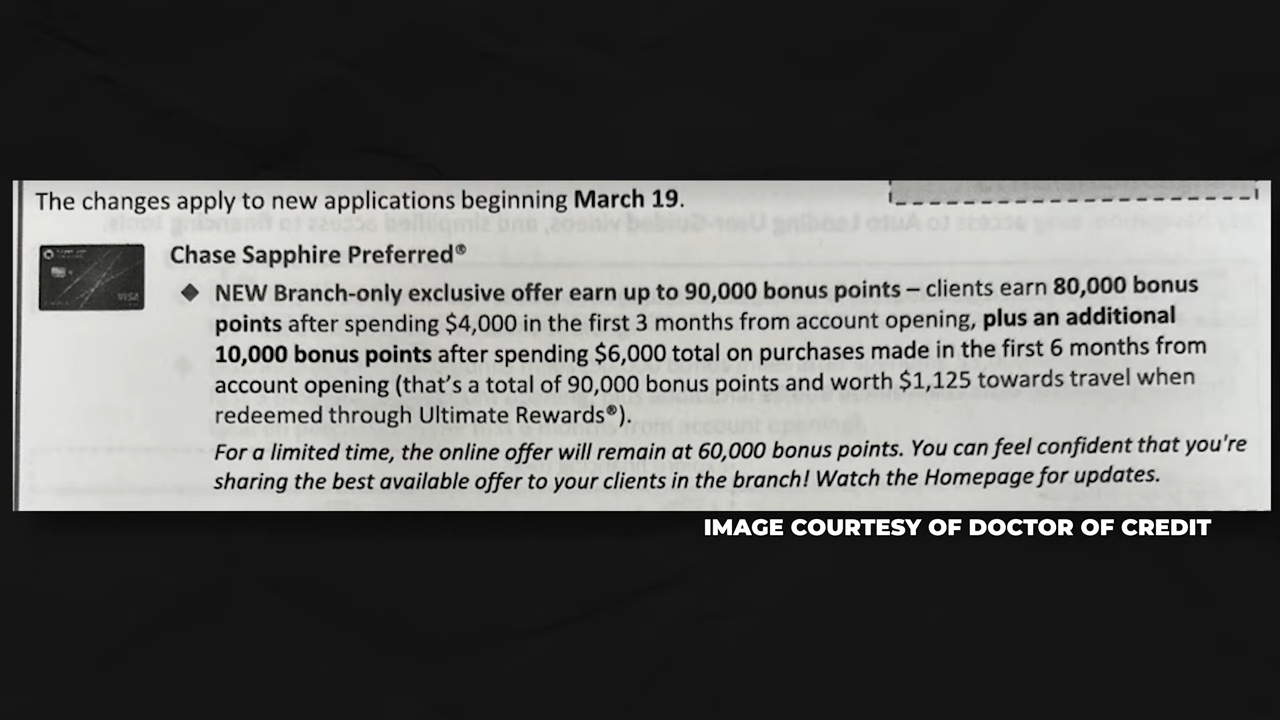 The changes apply to new applications beginning March 19.
VISA
Chase Sapphire Preferred®
◆ NEW Branch-only exclusive offer earn up to 90,000 bonus points – clients earn 80,000 bonus
points after spending $4,000 in the first 3 months from account opening, plus an additional
10,000 bonus points after spending $6,000 total on purchases made in the first 6 months from
account opening (that's a total of 90,000 bonus points and worth $1,125 towards travel when
redeemed through Ultimate Rewards®).
For a limited time, the online offer will remain at 60,000 bonus points. You can feel confident that you're
sharing the best available offer to your clients in the branch! Watch the Homepage for updates.
IMAGE COURTESY OF DOCTOR OF CREDIT